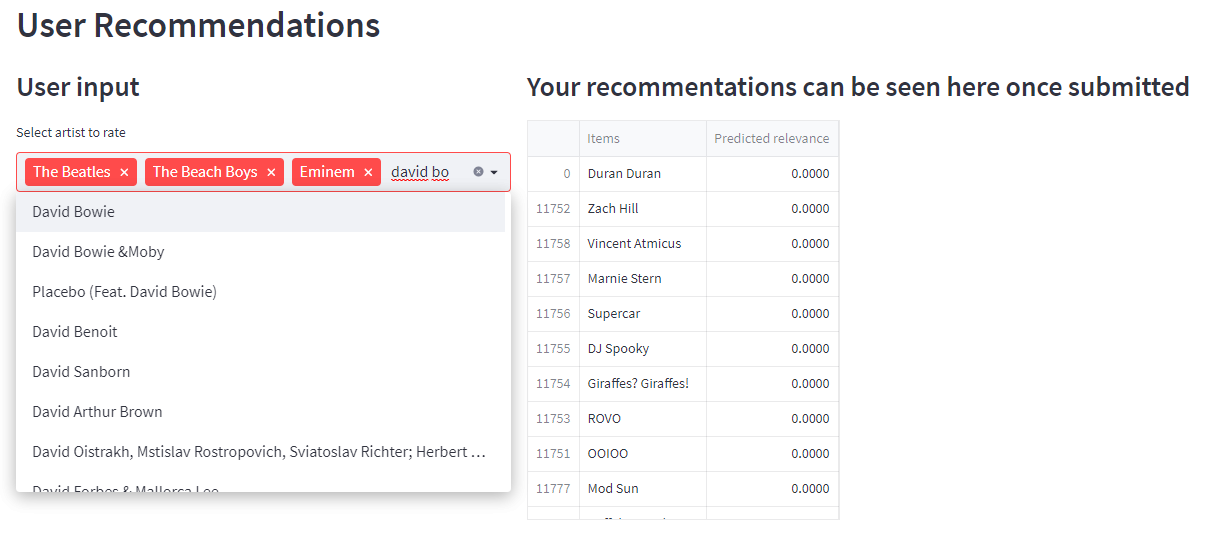 User Recommendations
User input
Select artist to rate
The Beatles × The Beach Boys × Eminem × david bo
David Bowie
David Bowie &Moby
Placebo (Feat. David Bowie)
David Benoit
David Sanborn
David Arthur Brown
David Oistrakh, Mstislav Rostropovich, Sviatoslav Richter; Herbert ...
David Forbes & Mallorca Lee
Your recommentations can be seen here once submitted
Items Predicted relevance
0 Duran Duran 0.0000
11752 Zach Hill 0.0000
11758 Vincent Atmicus 0.0000
11757 Marnie Stern 0.0000
11756 Supercar 0.0000
11755 DJ Spooky 0.0000
11754 Giraffes? Giraffes! 0.0000
11753 ROVO 0.0000
11751 OOIOO 0.0000
11777 Mod Sun 0.0000